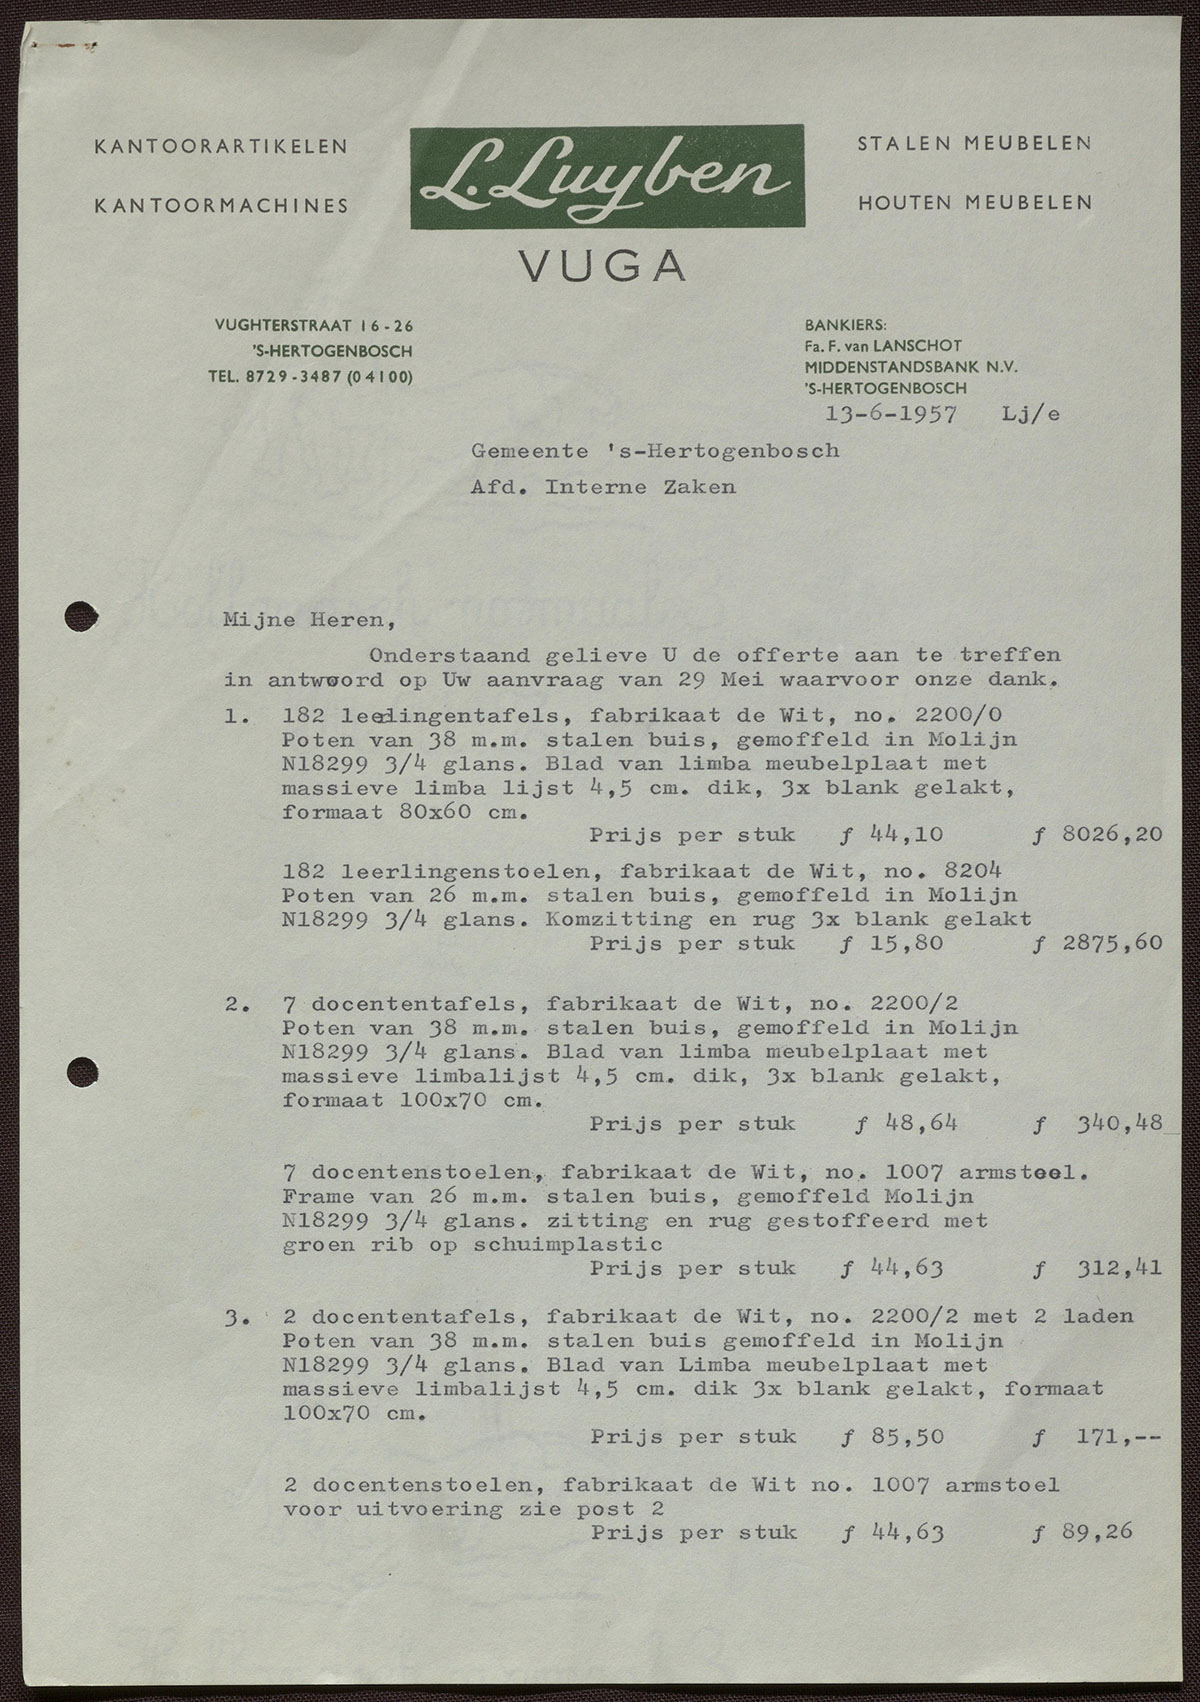 KANTOORARTIKELEN
KANTOORMACHINES
L. Luyben
VUGA
STALEN MEUBELEN
HOUTEN MEUBELEN
VUGHTERSTRAAT 16-26
'S-HERTOGENBOSCH
TEL. 8729-3487 (04100)
BANKIERS:
Fa. F. van LANSCHOT
MIDDENSTANDSBANK N.V.
'S-HERTOGENBOSCH
13-6-1957 Lj/e
Gemeente 's-Hertogenbosch
Afd. Interne Zaken
Mijne Heren,
Onderstaand gelieve U de offerte aan te treffen
in antwoord op Uw aanvraag van 29 Mei waarvoor onze dank.
1. 182 leerlingentafels, fabrikaat de Wit, no. 2200/0
Poten van 38 m.m. stalen buis, gemoffeld in Molijn
N18299 3/4 glans. Blad van limba meubelplaat met
massieve limba lijst 4,5 cm. dik, 3x blank gelakt,
formaat 80x60 cm.
Prijs per stuk ƒ 44,10 ƒ 8026,20
182 leerlingenstoelen, fabrikaat de Wit, no. 8204
Poten van 26 m.m. stalen buis, gemoffeld in Molijn
N18299 3/4 glans. Komzitting en rug 3x blank gelakt
Prijs per stuk ƒ 15,80 ƒ 2875,60
2. 7 docententafels, fabrikaat de Wit, no. 2200/2
Poten van 38 m.m. stalen buis, gemoffeld in Molijn
N18299 3/4 glans. Blad van limba meubelplaat met
massieve limbalijst 4,5 cm. dik, 3x blank gelakt,
formaat 100x70 cm.
Prijs per stuk ƒ 48,64 ƒ 340,48
7 docentenstoelen, fabrikaat de Wit, no. 1007 armstoel.
Frame van 26 m.m. stalen buis, gemoffeld Molijn
N18299 3/4 glans. zitting en rug gestoffeerd met
groen rib op schuimplastic
Prijs per stuk ƒ 44,63 ƒ 312,41
3. 2 docententafels, fabrikaat de Wit, no. 2200/2 met 2 laden
Poten van 38 m.m. stalen buis gemoffeld in Molijn
N18299 3/4 glans. Blad van Limba meubelplaat met
massieve limbalijst 4,5 cm. dik 3x blank gelakt, formaat
100x70 cm.
Prijs per stuk ƒ 85,50 ƒ 171,--
2 docentenstoelen, fabrikaat de Wit no. 1007 armstoel
voor uitvoering zie post 2
Prijs per stuk ƒ 44,63 ƒ 89,26